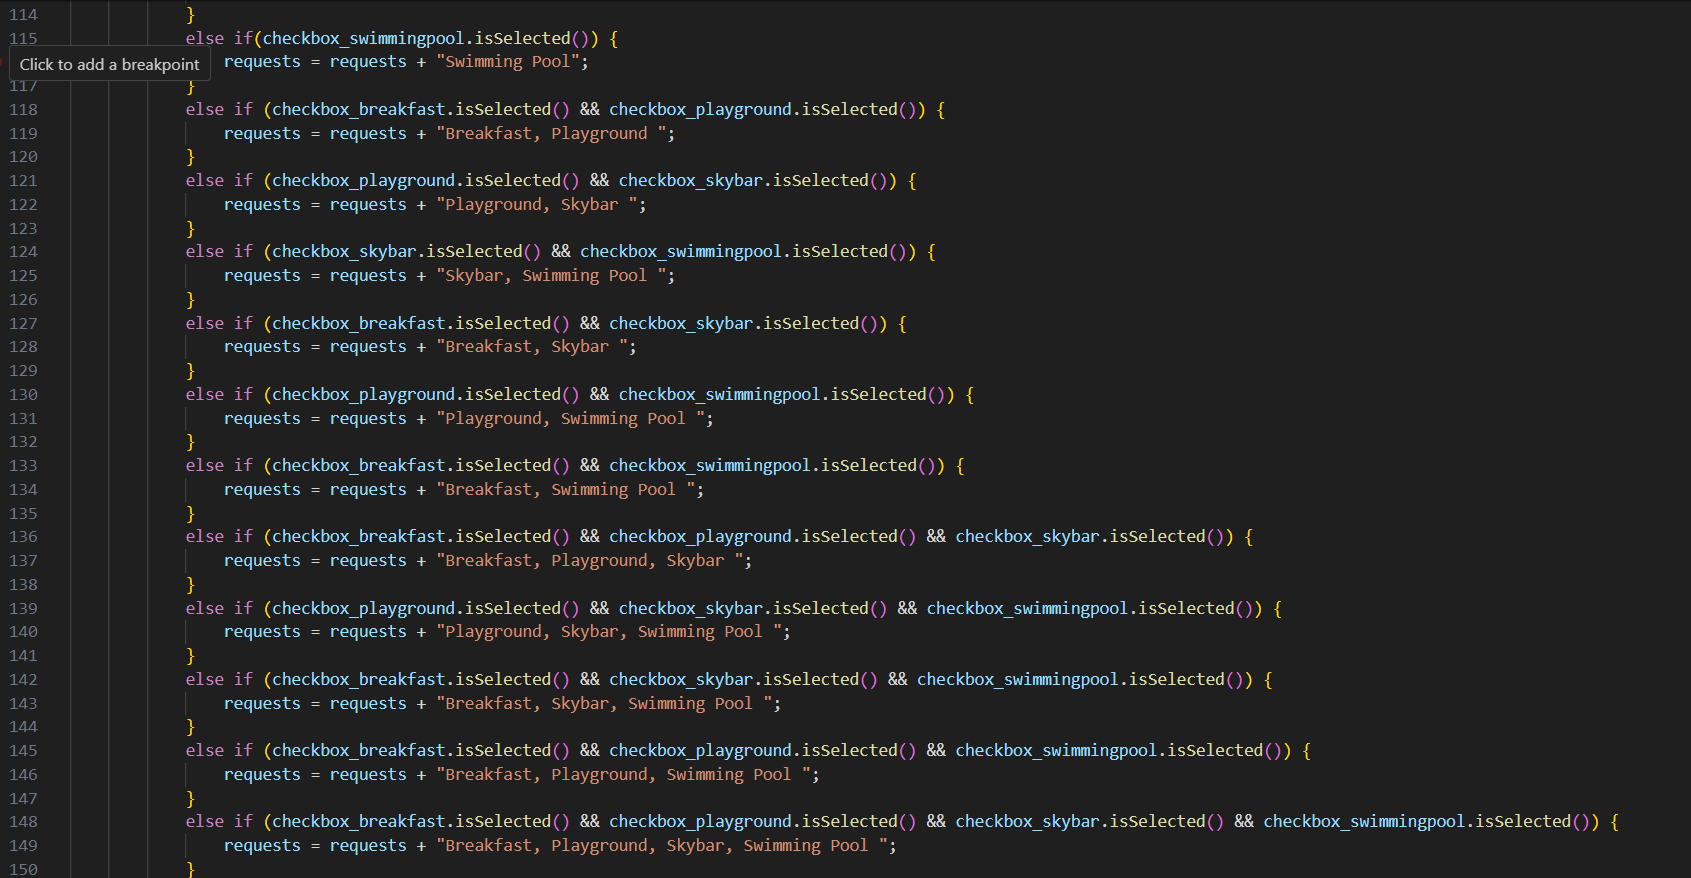 114 }
115 else if(checkbox_swimmingpool.isSelected()) {
Click to add a breakpoint requests = requests + "Swimming Pool";
117 }
118 else if (checkbox_breakfast.isSelected() && checkbox_playground.isSelected()) {
119 requests = requests + "Breakfast, Playground ";
120 }
121 else if (checkbox_playground.isSelected() && checkbox_skybar.isSelected()) {
122 requests = requests + "Playground, Skybar ";
123 }
124 else if (checkbox_skybar.isSelected() && checkbox_swimmingpool.isSelected()) {
125 requests = requests + "Skybar, Swimming Pool ";
126 }
127 else if (checkbox_breakfast.isSelected() && checkbox_skybar.isSelected()) {
128 requests = requests + "Breakfast, Skybar ";
129 }
130 else if (checkbox_playground.isSelected() && checkbox_swimmingpool.isSelected()) {
131 requests = requests + "Playground, Swimming Pool ";
132 }
133 else if (checkbox_breakfast.isSelected() && checkbox_swimmingpool.isSelected()) {
134 requests = requests + "Breakfast, Swimming Pool ";
135 }
136 else if (checkbox_breakfast.isSelected() && checkbox_playground.isSelected() && checkbox_skybar.isSelected()) {
137 requests = requests + "Breakfast, Playground, Skybar ";
138 }
139 else if (checkbox_playground.isSelected() && checkbox_skybar.isSelected() && checkbox_swimmingpool.isSelected()) {
140 requests = requests + "Playground, Skybar, Swimming Pool ";
141 }
142 else if (checkbox_breakfast.isSelected() && checkbox_skybar.isSelected() && checkbox_swimmingpool.isSelected()) {
143 requests = requests + "Breakfast, Skybar, Swimming Pool ";
144 }
145 else if (checkbox_breakfast.isSelected() && checkbox_playground.isSelected() && checkbox_swimmingpool.isSelected()) {
146 requests = requests + "Breakfast, Playground, Swimming Pool ";
147 }
148 else if (checkbox_breakfast.isSelected() && checkbox_playground.isSelected() && checkbox_skybar.isSelected() && checkbox_swimmingpool.isSelected()) {
149 requests = requests + "Breakfast, Playground, Skybar, Swimming Pool ";
150 }